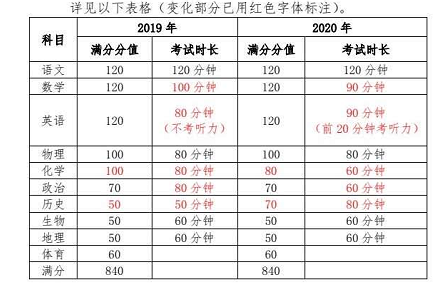 详见以下表格（变化部分已用红色字体标注）。
科目 2019 年 2020 年
满分分值 考试时长 满分分值 考试时长
语文 120 120 分钟 120 120 分钟
数学 120 100 分钟 120 90 分钟
英语 120 80 分钟 120 90 分钟
（不考听力） （前 20 分钟考听力）
物理 100 80 分钟 100 80 分钟
化学 100 80 分钟 80 60 分钟
政治 70 80 分钟 70 60 分钟
历史 50 50 分钟 70 80 分钟
生物 50 60 分钟 50 60 分钟
地理 50 60 分钟 50 60 分钟
体育 60 60
满分 840 840